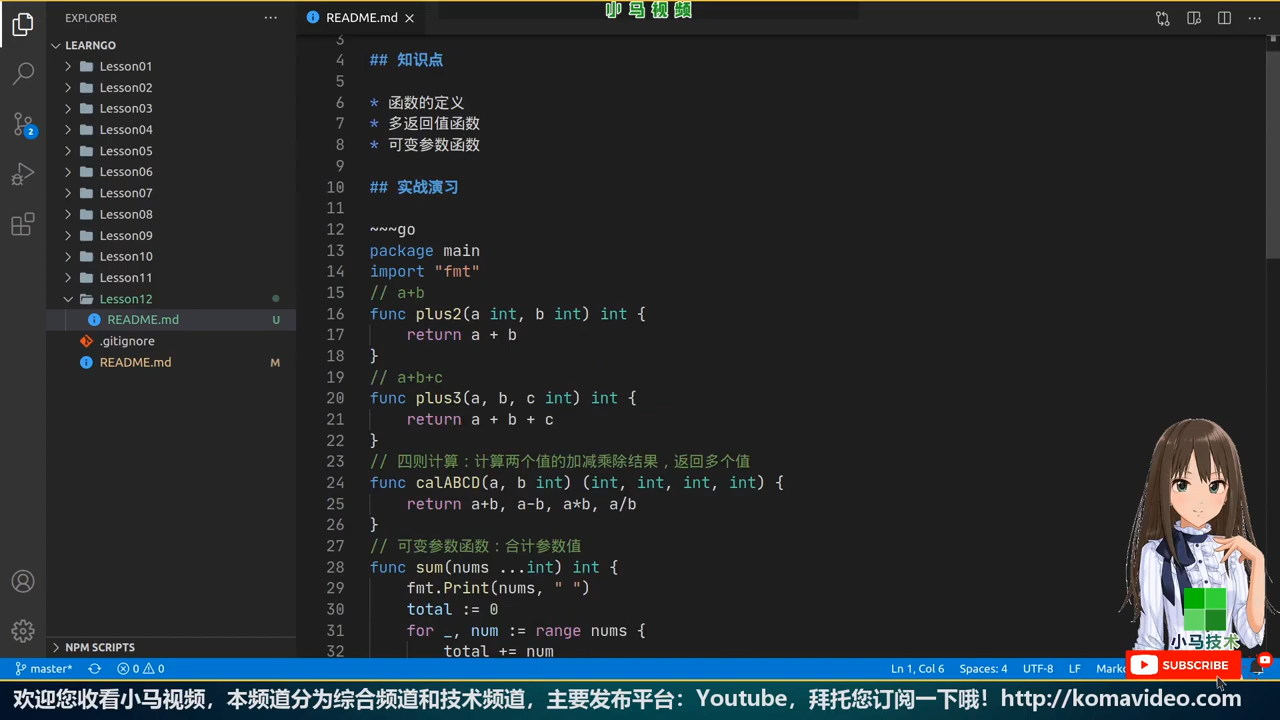 EXPLORER
README.md
小马视频
LEARNGO
Lesson01
Lesson02
Lesson03
Lesson04
Lesson05
Lesson06
Lesson07
Lesson08
Lesson09
Lesson10
Lesson11
Lesson12
README.md U
.gitignore
README.md M
NPM SCRIPTS
2
3
4 ## 知识点
5
6 * 函数的定义
7 * 多返回值函数
8 * 可变参数函数
9
10 ## 实战演习
11
12 ~~~go
13 package main
14 import "fmt"
15 // a+b
16 func plus2(a int, b int) int {
17 return a + b
18 }
19 // a+b+c
20 func plus3(a, b, c int) int {
21 return a + b + c
22 }
23 // 四则计算：计算两个值的加减乘除结果，返回多个值
24 func calABCD(a, b int) (int, int, int, int) {
25 return a+b, a-b, a*b, a/b
26 }
27 // 可变参数函数：合计参数值
28 func sum(nums ...int) int {
29 fmt.Print(nums, " ")
30 total := 0
31 for _, num := range nums {
32 total += num
小马技术
SUBSCRIBE
master* 0 0 Ln 1, Col 6 Spaces: 4 UTF-8 LF
欢迎您收看小马视频，本频道分为综合频道和技术频道，主要发布平台：Youtube，拜托您订阅一下哦！http://komavideo.com